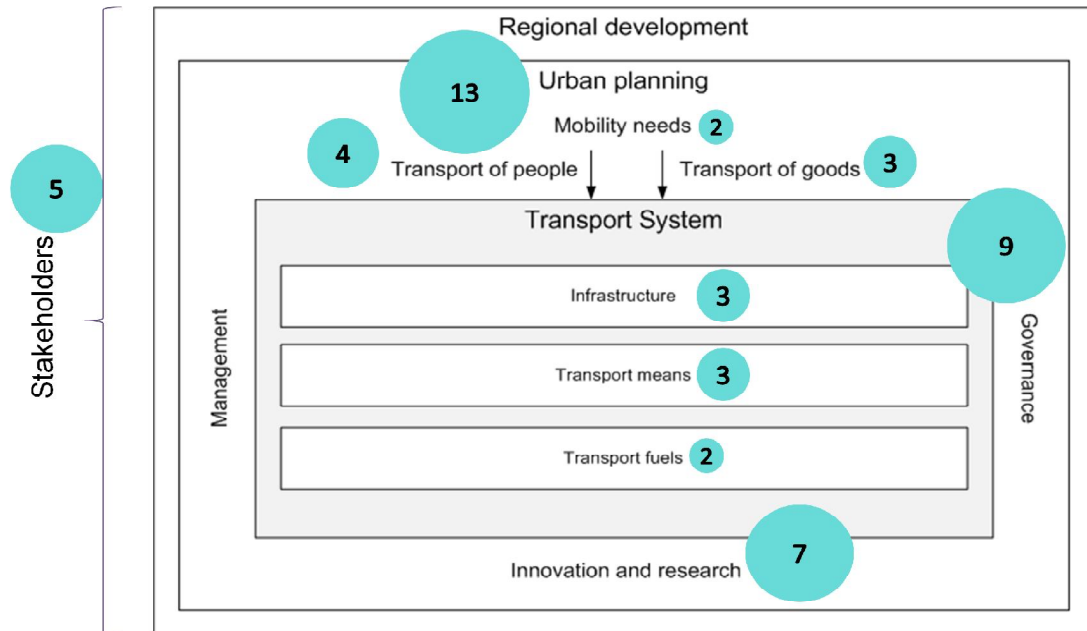 Regional development
13
Urban planning
Mobility needs 2
4
Transport of people
Transport of goods 3
5
Stakeholders
Transport System
9
Infrastructure 3
Management
Governance
Transport means 3
Transport fuels 2
7
Innovation and research